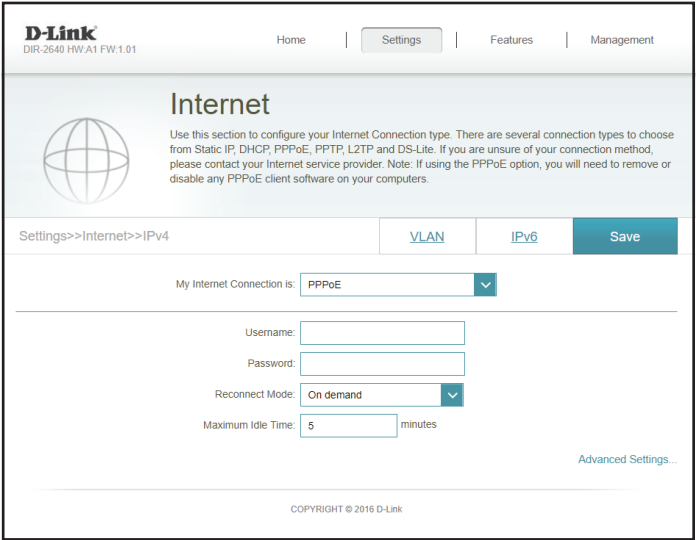 D-Link
DIR-2640 HW:A1 FW:1.01
Home
Settings
Features
Management
Internet
Use this section to configure your Internet Connection type. There are several connection types to choose
from Static IP, DHCP, PPPoE, PPTP, L2TP and DS-Lite. If you are unsure of your connection method,
please contact your Internet service provider. Note: If using the PPPoE option, you will need to remove or
disable any PPPoE client software on your computers.
Settings>>Internet>>IPv4
VLAN
IPv6
Save
My Internet Connection is: PPPoE
Username:
Password:
Reconnect Mode: On demand
Maximum Idle Time: 5 minutes
Advanced Settings...
COPYRIGHT © 2016 D-Link